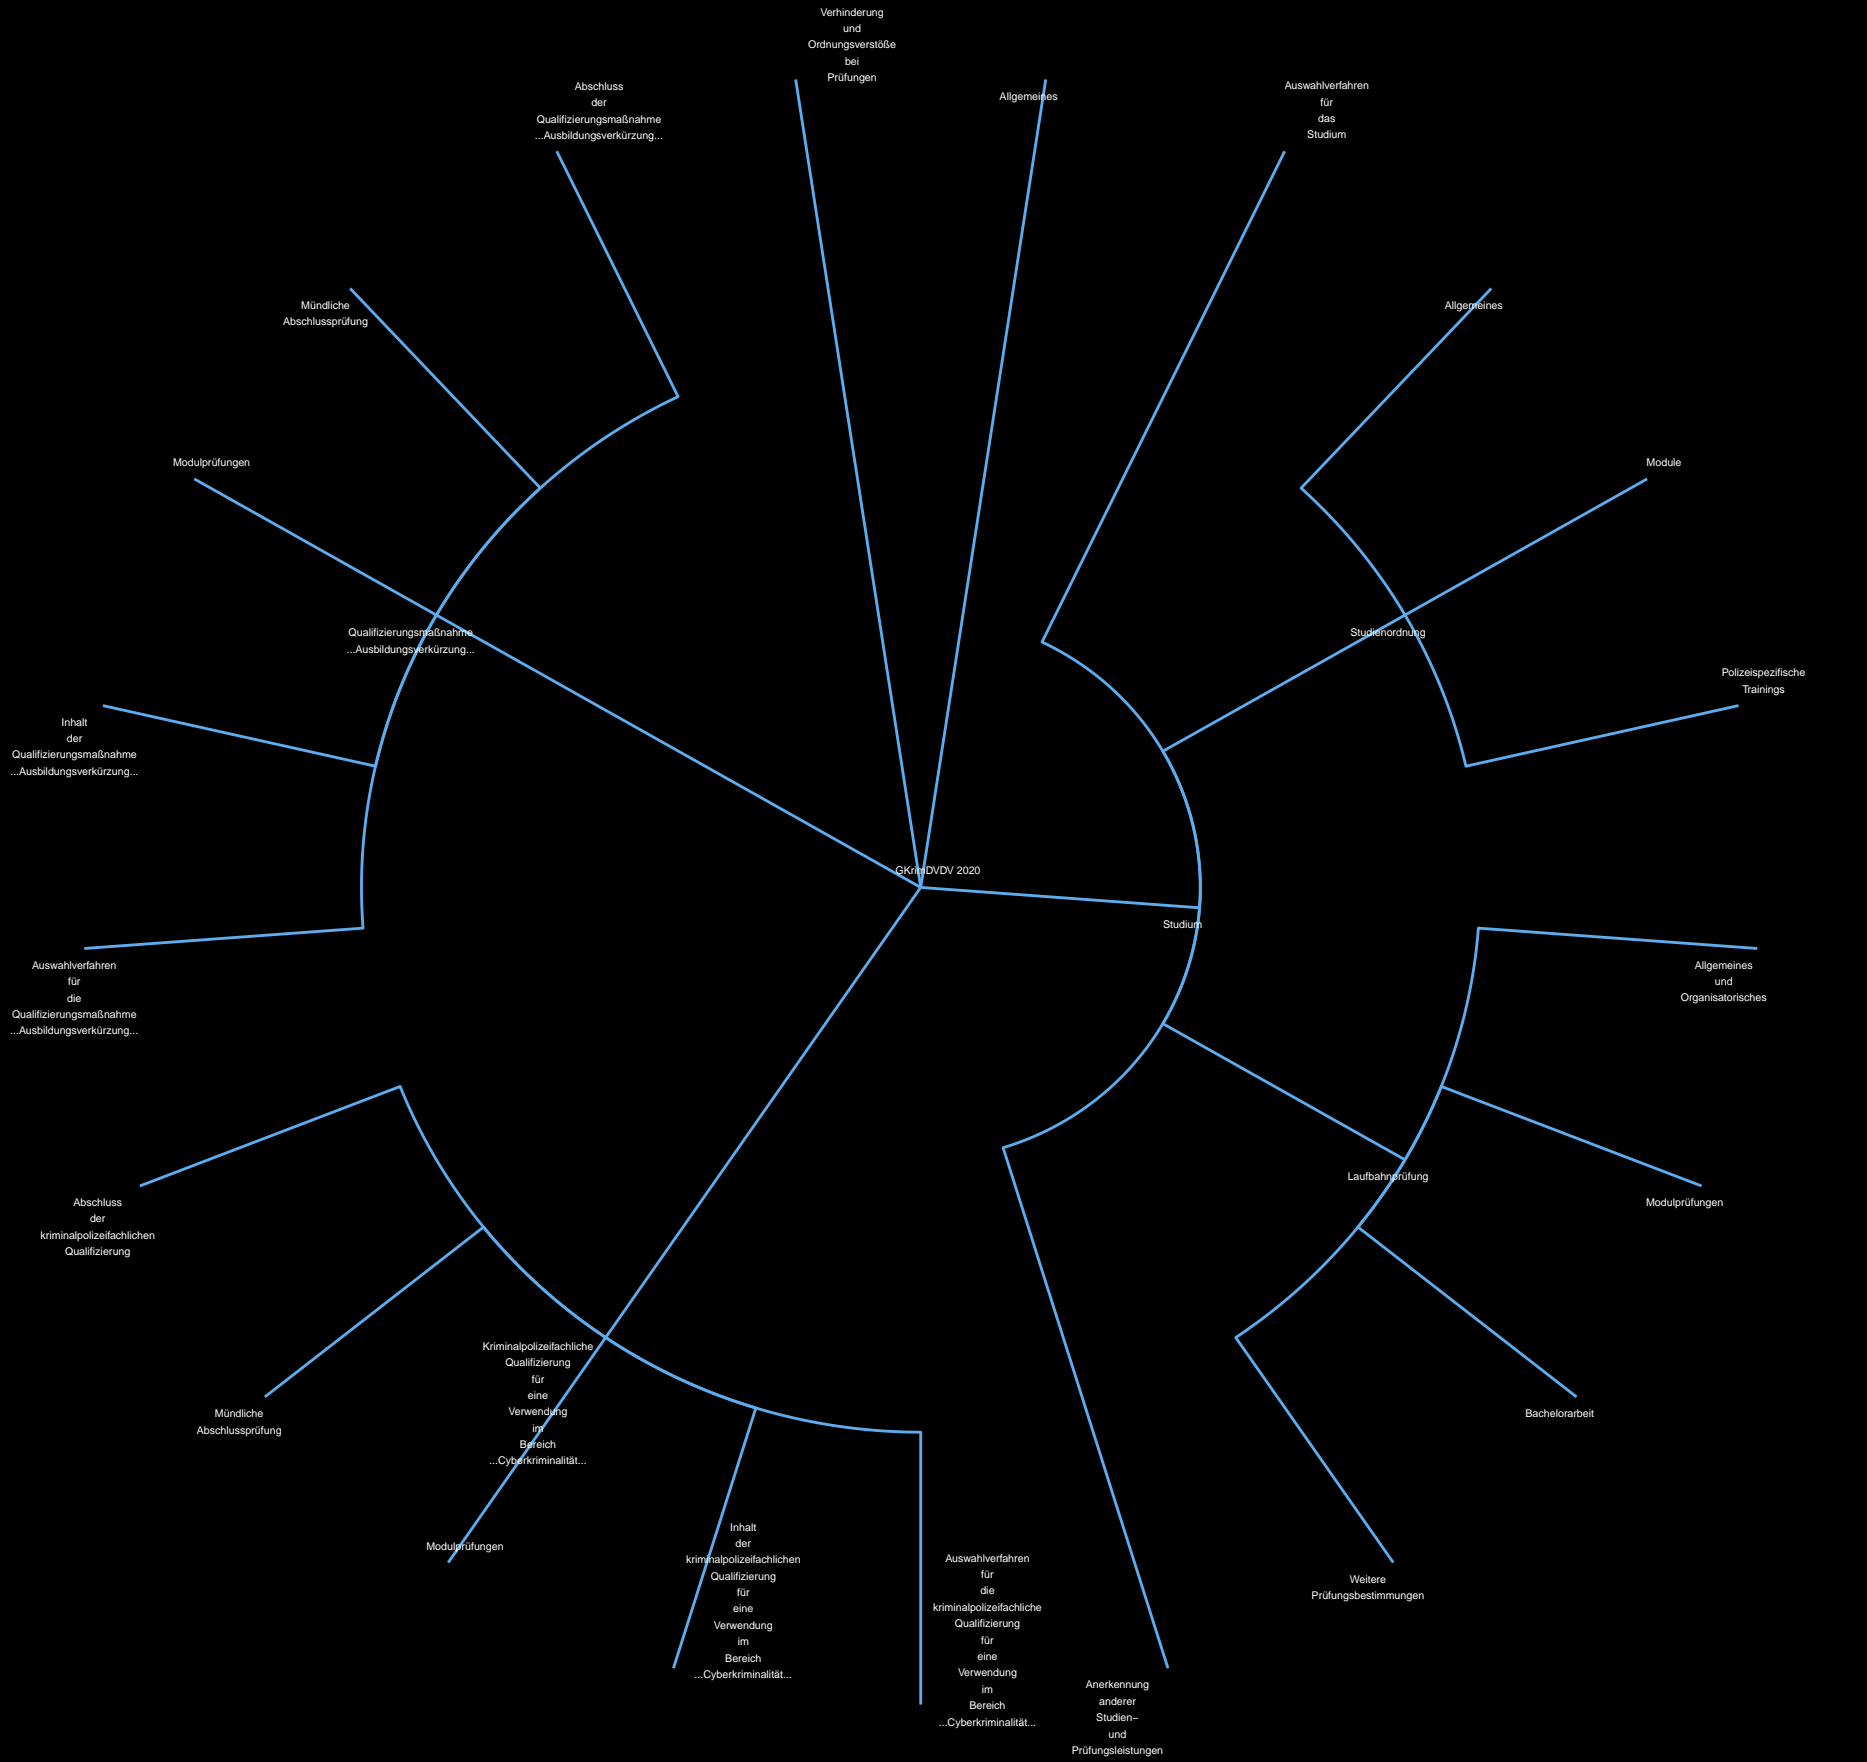 Verhinderung
und
Ordnungsverstöße
bei
Prüfungen
Allgemeines
Abschluss
der
Qualifizierungsmaßnahme
...Ausbildungsverkürzung...
Auswahlverfahren
für
das
Studium
Mündliche
Abschlussprüfung
Allgemeines
Modulprüfungen
Module
Qualifizierungsmaßnahme
...Ausbildungsverkürzung...
Studienordnung
Polizeispezifische
Trainings
Inhalt
der
Qualifizierungsmaßnahme
...Ausbildungsverkürzung...
GKrimDVDV 2020
Studium
Auswahlverfahren
für
die
Qualifizierungsmaßnahme
...Ausbildungsverkürzung...
Allgemeines
und
Organisatorisches
Laufbahnprüfung
Abschluss
der
kriminalpolizeifachlichen
Qualifizierung
Modulprüfungen
Kriminalpolizeifachliche
Qualifizierung
für
eine
Verwendung
im
Bereich
...Cyberkriminalität...
Mündliche
Abschlussprüfung
Bachelorarbeit
Modulprüfungen
Inhalt
der
kriminalpolizeifachlichen
Qualifizierung
für
eine
Verwendung
im
Bereich
...Cyberkriminalität...
Auswahlverfahren
für
die
kriminalpolizeifachliche
Qualifizierung
für
eine
Verwendung
im
Bereich
...Cyberkriminalität...
Weitere
Prüfungsbestimmungen
Anerkennung
anderer
Studien–
und
Prüfungsleistungen